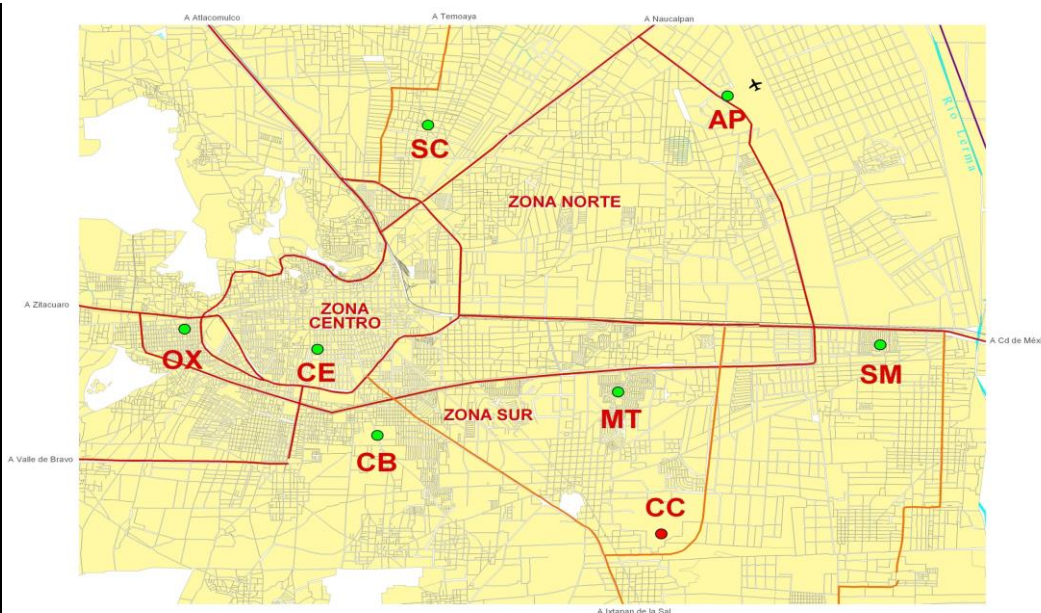 A Atlacomulco
A Temoaya
A Naucalpan
AP
SC
Río Lerma
ZONA NORTE
A Zitacuaro
ZONA
CENTRO
A Cd de Méxi
OX
CE
SM
ZONA SUR
MT
A Valle de Bravo
CB
CC
A Ixtapan de la Sal